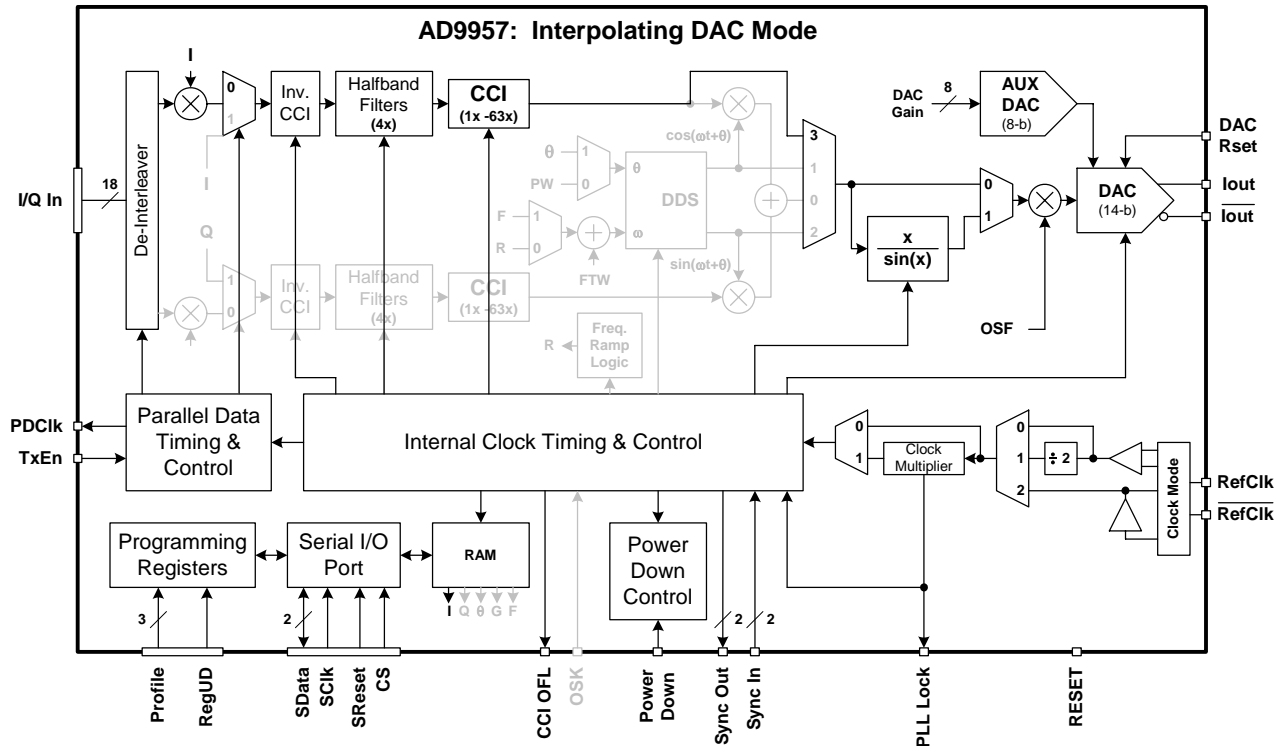 AD9957: Interpolating DAC Mode
I
I/Q In
18
De-Interleaver
0
1
Inv.
CCI
Halfband
Filters
(4x)
CCI
(1x -63x)
I
Q
1
0
Inv.
CCI
Halfband
Filters
(4x)
CCI
(1x -63x)
θ
PW
1
0
F
R
1
0
FTW
θ
ω
DDS
cos(ωt+θ)
sin(ωt+θ)
R
Freq.
Ramp
Logic
3
1
0
2
x
sin(x)
0
1
OSF
DAC
Gain
8
AUX
DAC
(8-b)
DAC
(14-b)
DAC
Rset
Iout
Iout
PDClk
TxEn
Parallel Data
Timing &
Control
Internal Clock Timing & Control
0
1
Clock
Multiplier
0
1
2
÷ 2
Clock Mode
RefClk
RefClk
Programming
Registers
Serial I/O
Port
RAM
I
Q
θ
G
F
Power
Down
Control
3
2
2
2
Profile
RegUD
SData
SClk
SReset
CS
CCI OFL
OSK
Power
Down
Sync Out
Sync In
PLL Lock
RESET